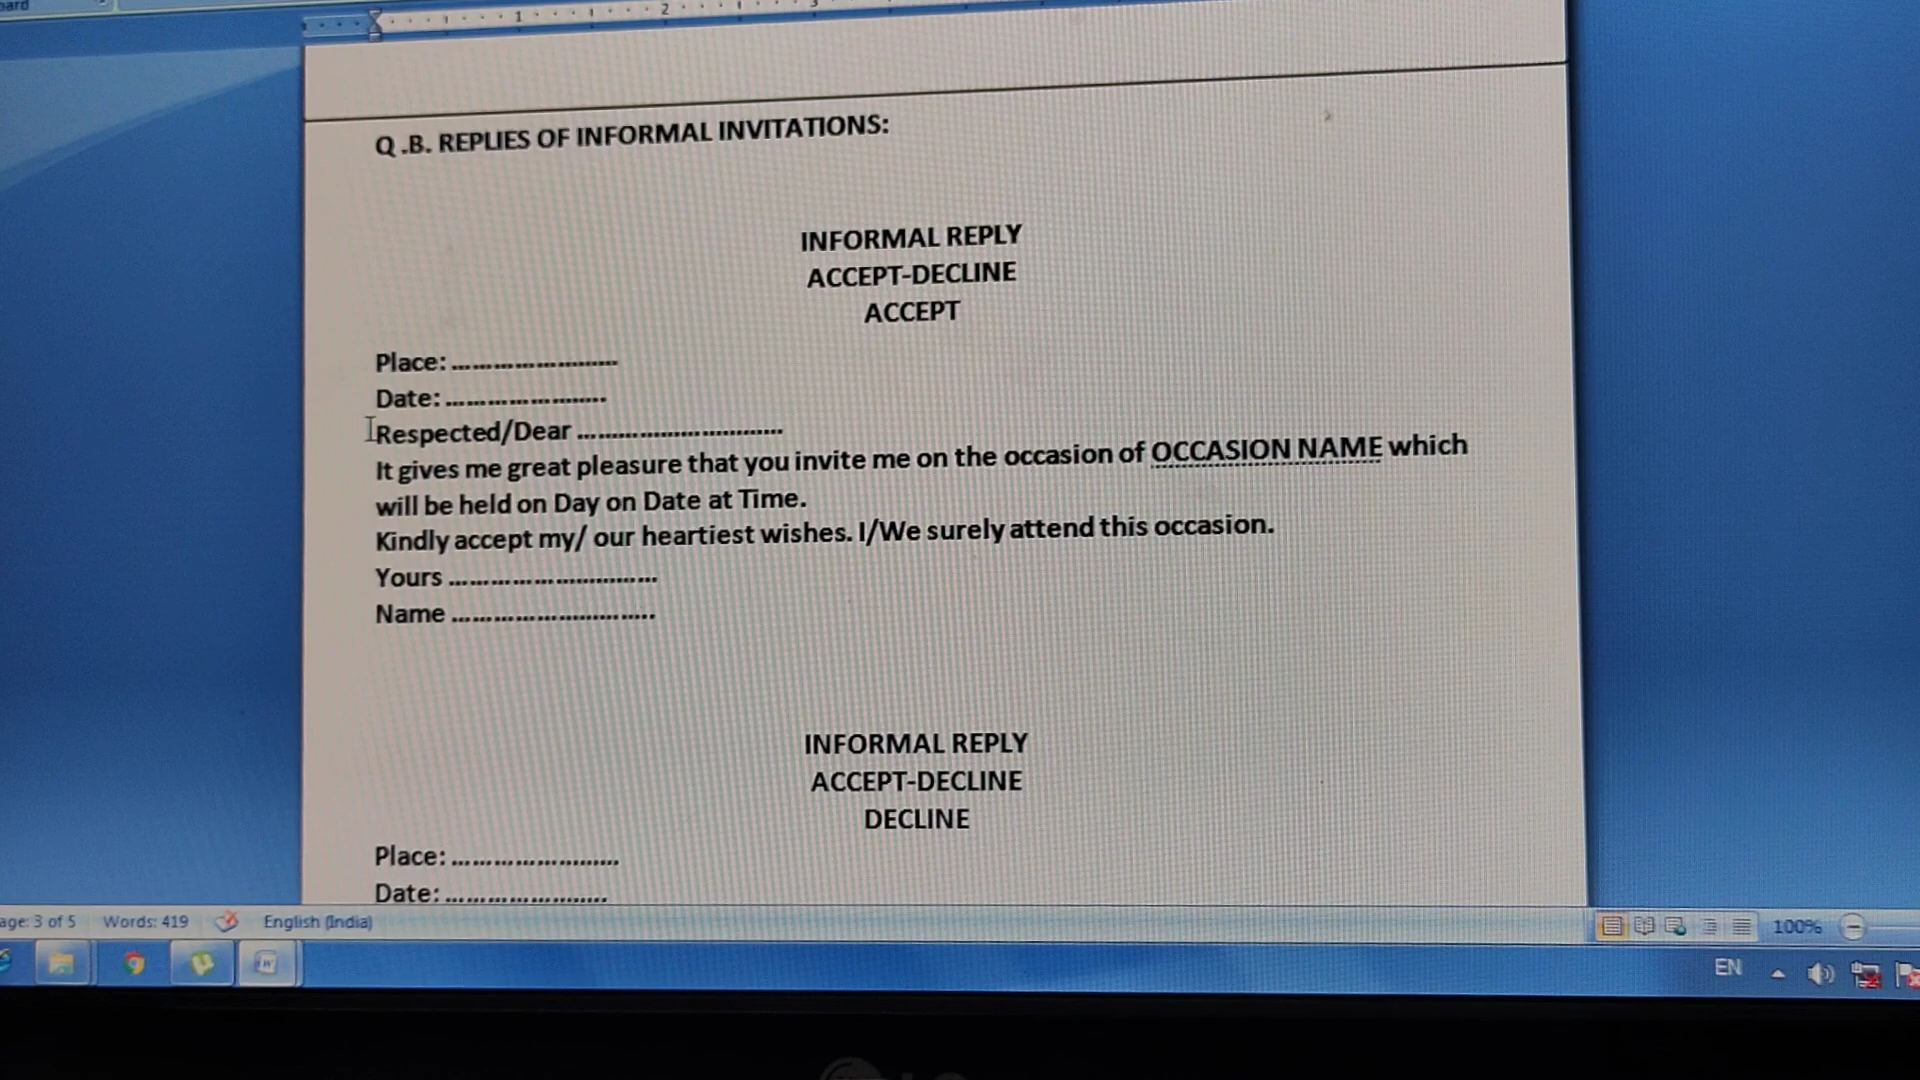 1 2 3
Q .B. REPLIES OF INFORMAL INVITATIONS:
INFORMAL REPLY
ACCEPT-DECLINE
ACCEPT
Place: ........................
Date: ........................
Respected/Dear ..............................
It gives me great pleasure that you invite me on the occasion of OCCASION NAME which
will be held on Day on Date at Time.
Kindly accept my/ our heartiest wishes. I/We surely attend this occasion.
Yours ..............................
Name .............................
INFORMAL REPLY
ACCEPT-DECLINE
DECLINE
Place: ........................
Date: ........................
age: 3 of 5 Words: 419 English (India) 100%
EN